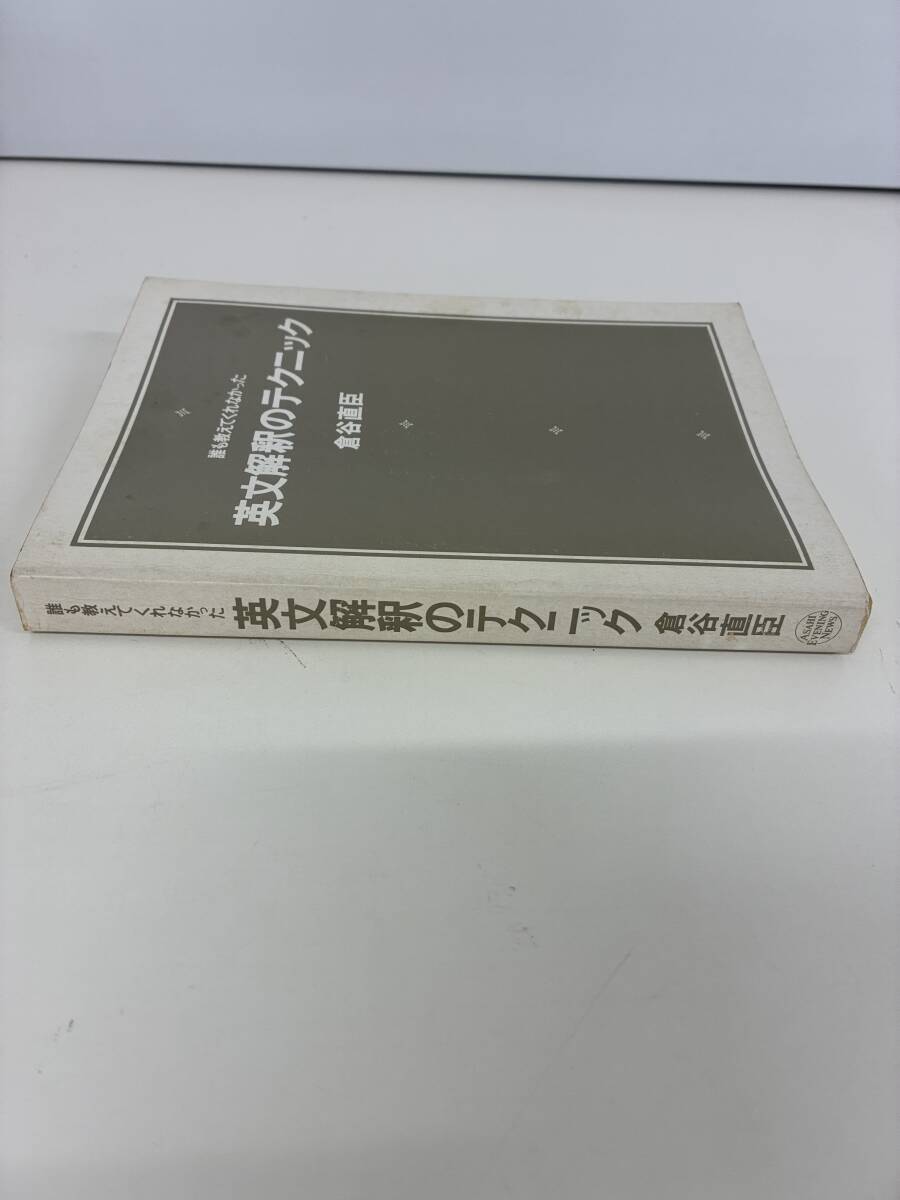 誰も教えてくれなかった
英文解釈のテクニック
倉谷直臣
誰も教えてくれなかった
英文解釈のテクニック
倉谷直臣
ASAHI
EVENING
NEWS